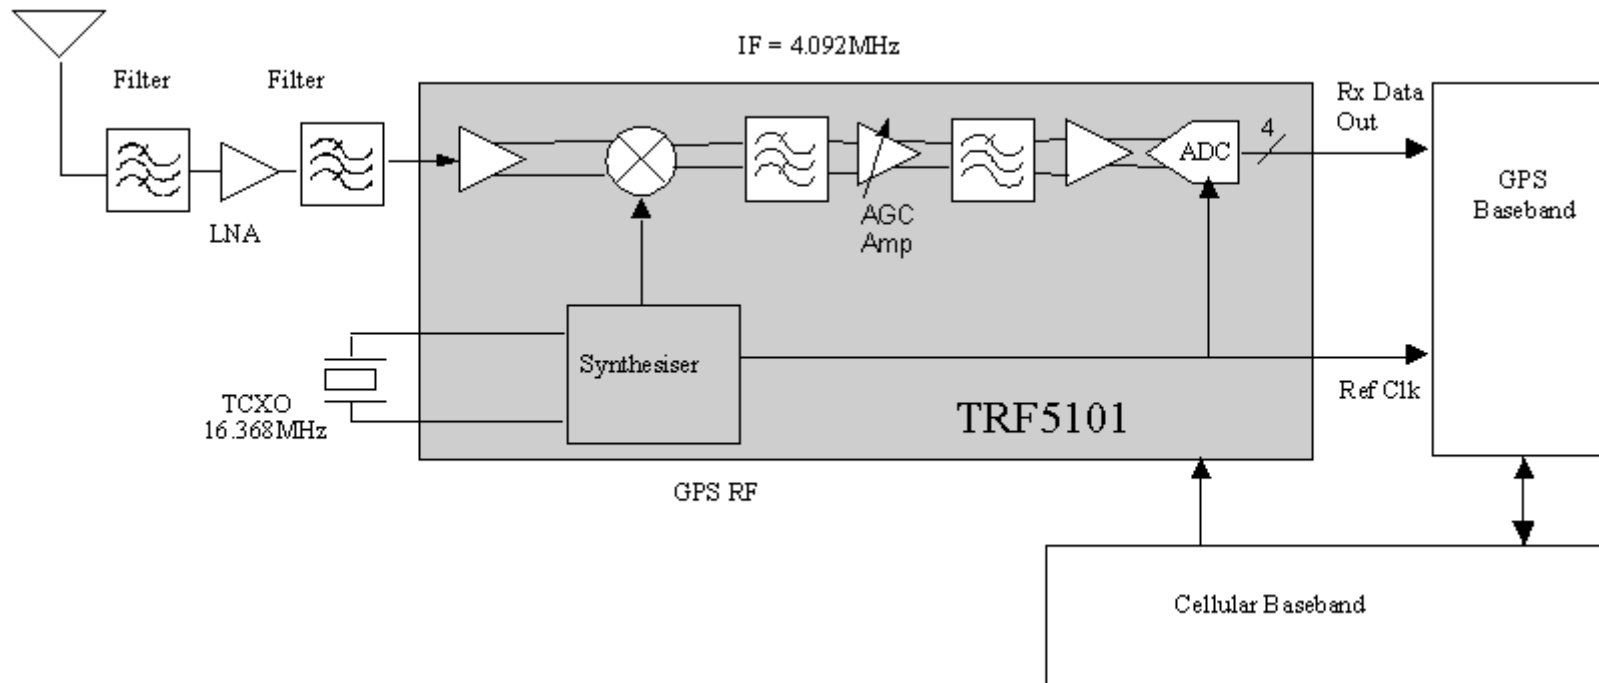 IF = 4.092MHz
Filter
Filter
Rx Data
Out
4
ADC
GPS
Baseband
LNA
AGC
Amp
Synthesiser
TCXO
16.368MHz
Ref Clk
TRF5101
GPS RF
Cellular Baseband